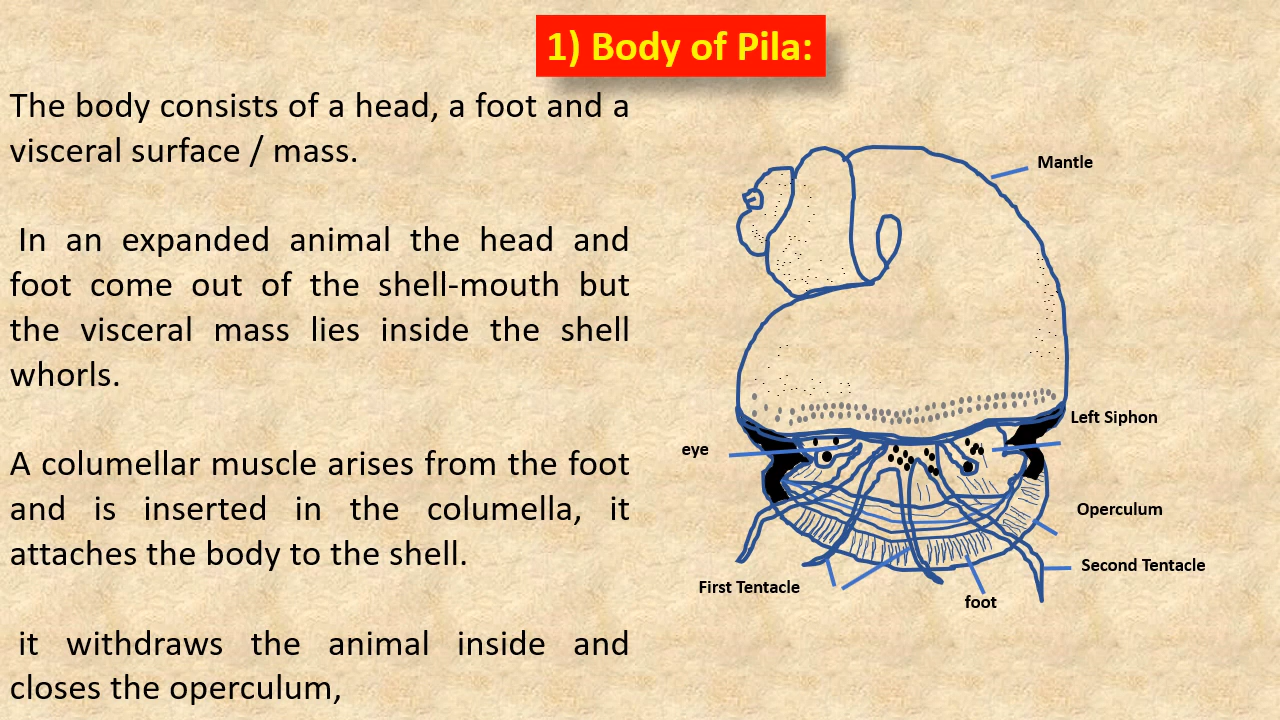 1) Body of Pila:
The body consists of a head, a foot and a
visceral surface / mass.
In an expanded animal the head and
foot come out of the shell-mouth but
the visceral mass lies inside the shell
whorls.
A columellar muscle arises from the foot
and is inserted in the columella, it
attaches the body to the shell.
it withdraws the animal inside and
closes the operculum,
Mantle
Left Siphon
eye
Operculum
Second Tentacle
First Tentacle
foot